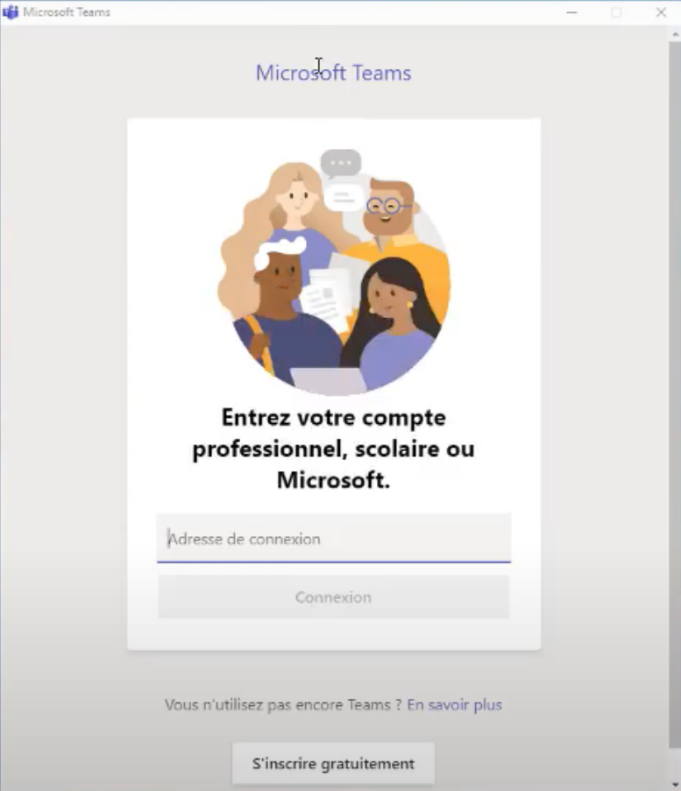 Microsoft Teams
Microsoft Teams
Entrez votre compte
professionnel, scolaire ou
Microsoft.
Adresse de connexion
Connexion
Vous n'utilisez pas encore Teams ? En savoir plus
S'inscrire gratuitement